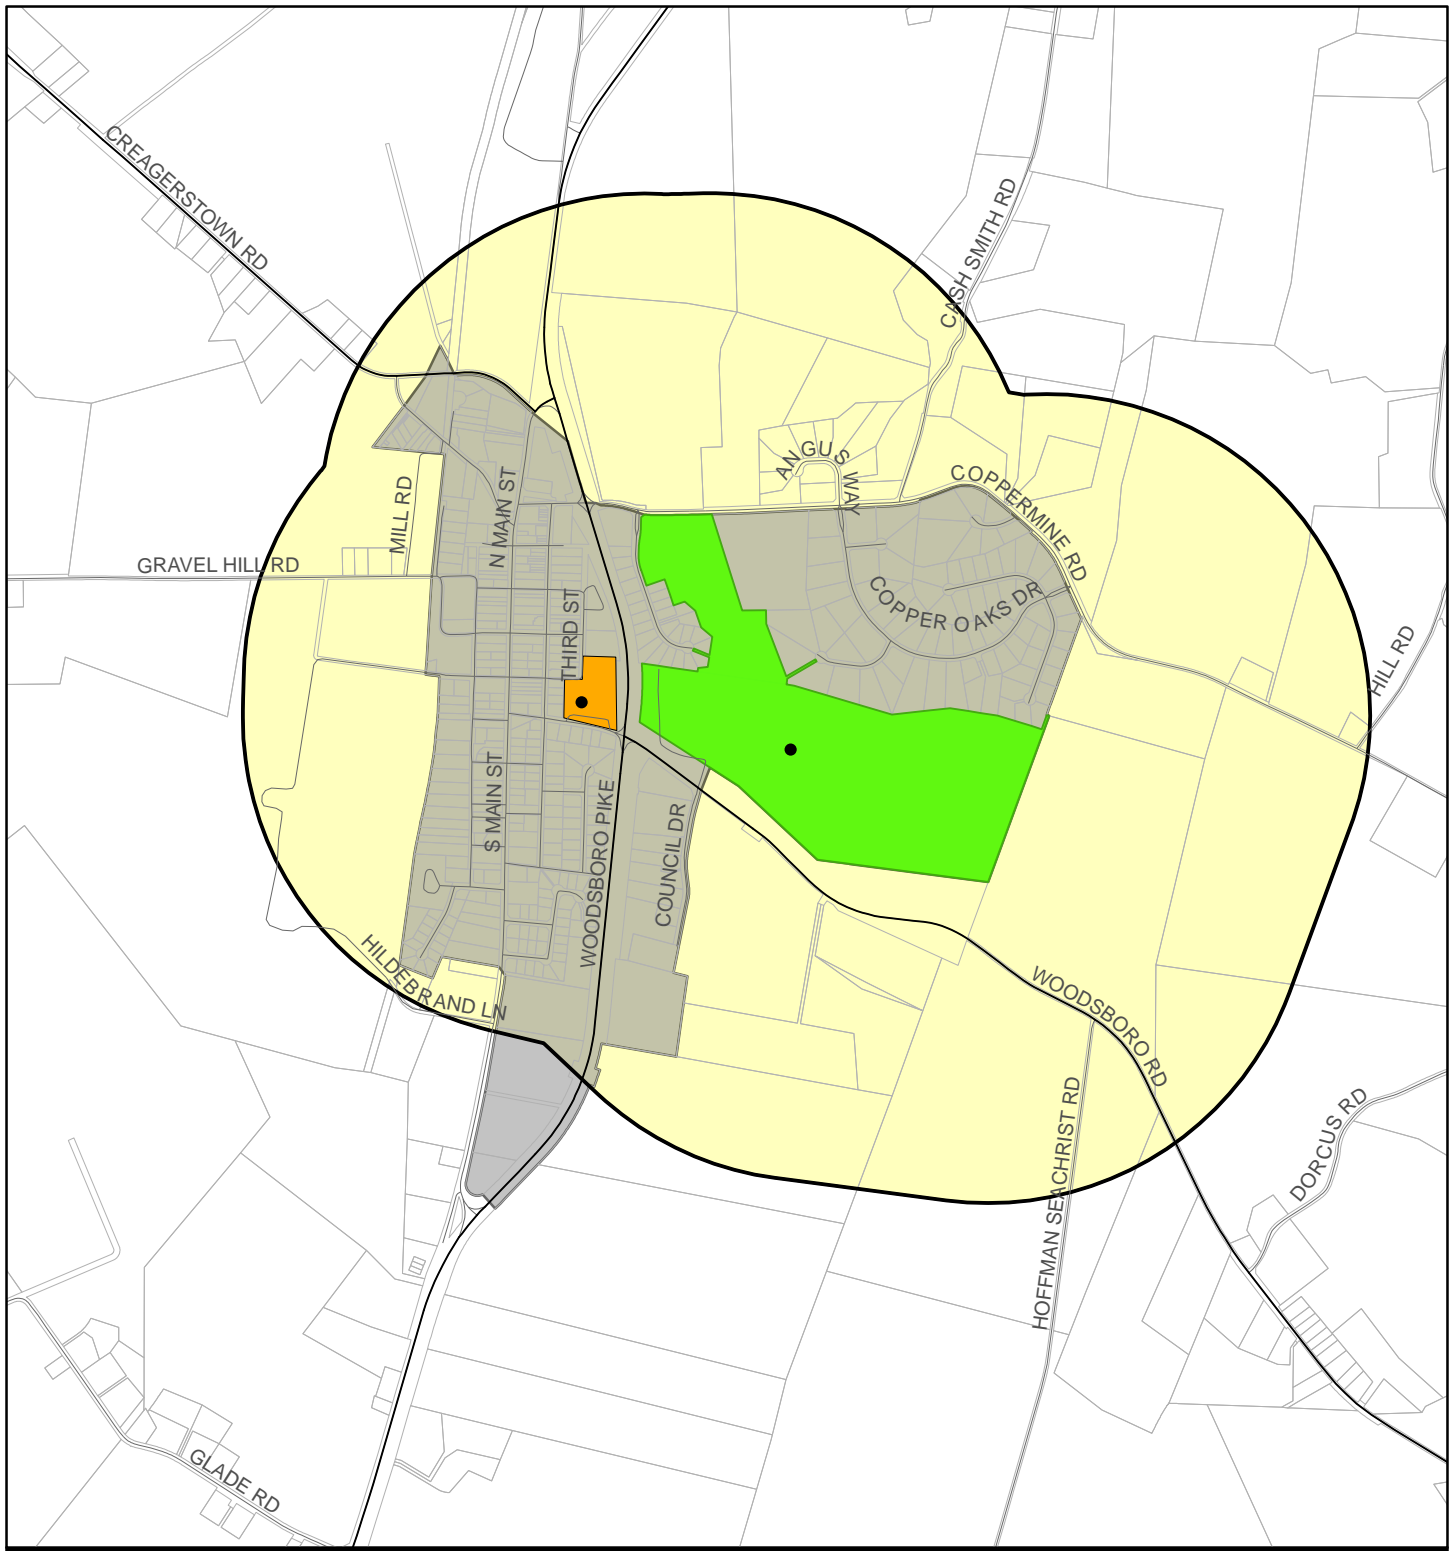 CREAGERSTOWN RD
CASH SMITH RD
ANGUS WAY
COPPERMINE RD
MILL RD
N MAIN ST
GRAVEL HILL RD
THIRD ST
COPPER OAKS DR
HILL RD
S MAIN ST
WOODSBORO PIKE
COUNCIL DR
HILDEBRAND LN
WOODSBORO RD
HOFFMAN SEACHRIST RD
DORCUS RD
GLADE RD